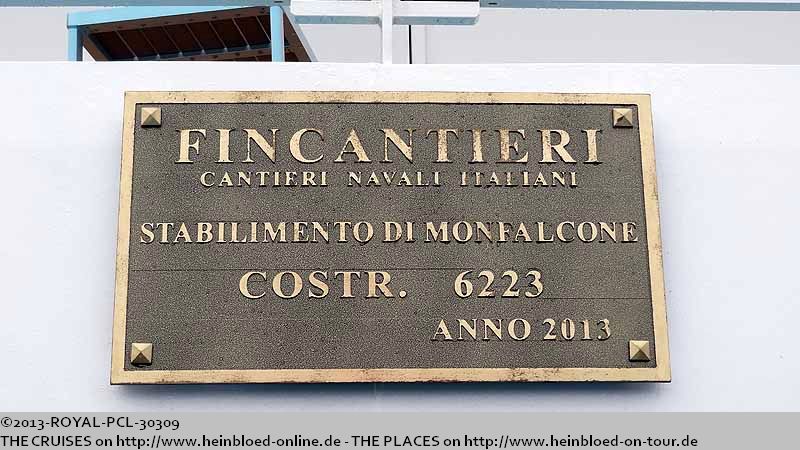 FINCANTIERI
CANTIERI NAVALI ITALIANI
STABILIMENTO DI MONFALCONE
COSTR. 6223
ANNO 2013
©2013-ROYAL-PCL-30309
THE CRUISES on http://www.heinbloed-online.de - THE PLACES on http://www.heinbloed-on-tour.de